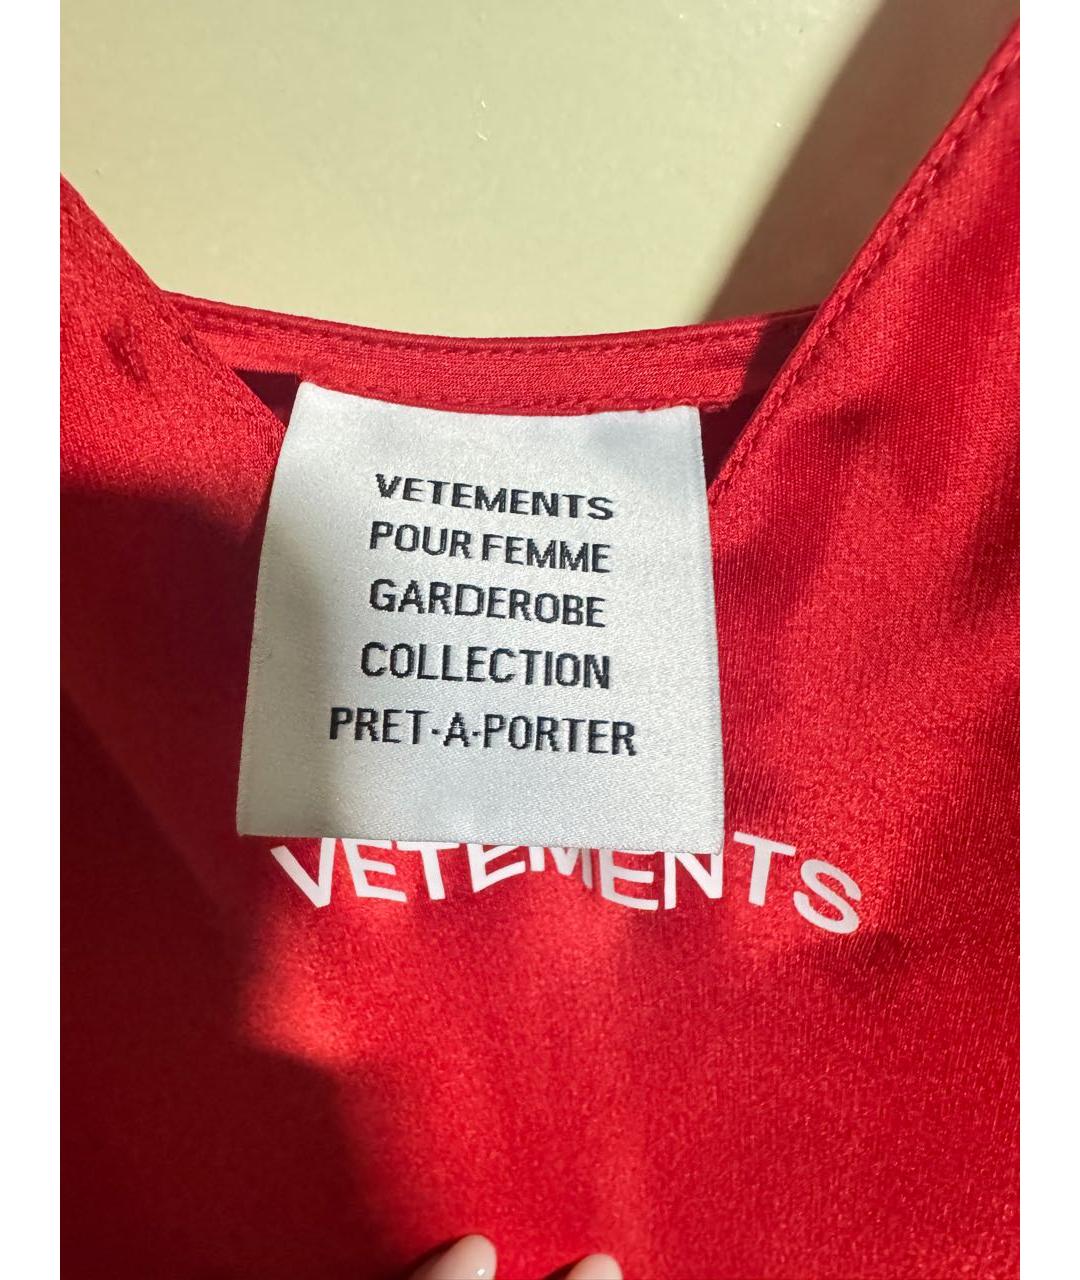 VETEMENTS
POUR FEMME
GARDEROBE
COLLECTION
PRET-A-PORTER
VETEMENTS